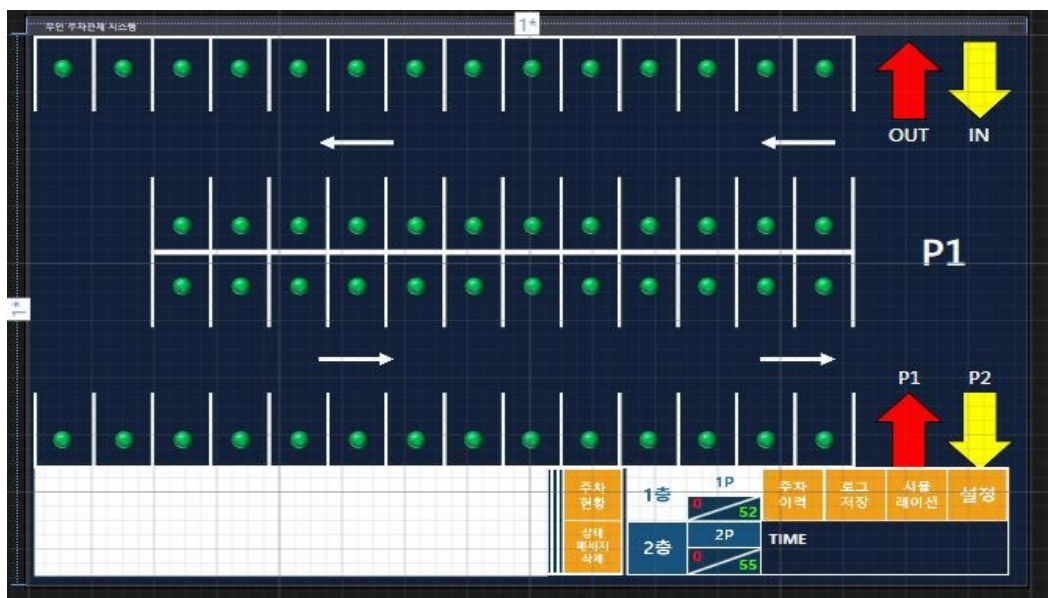 무인 주차관제 시스템
1*
OUT IN
P1
1*
P1 P2
주차
현황
1층
1P
0
52
주차
이력
로그
저장
시뮬
레이션
설정
상태
메세지
삭제
2층
2P
0
55
TIME